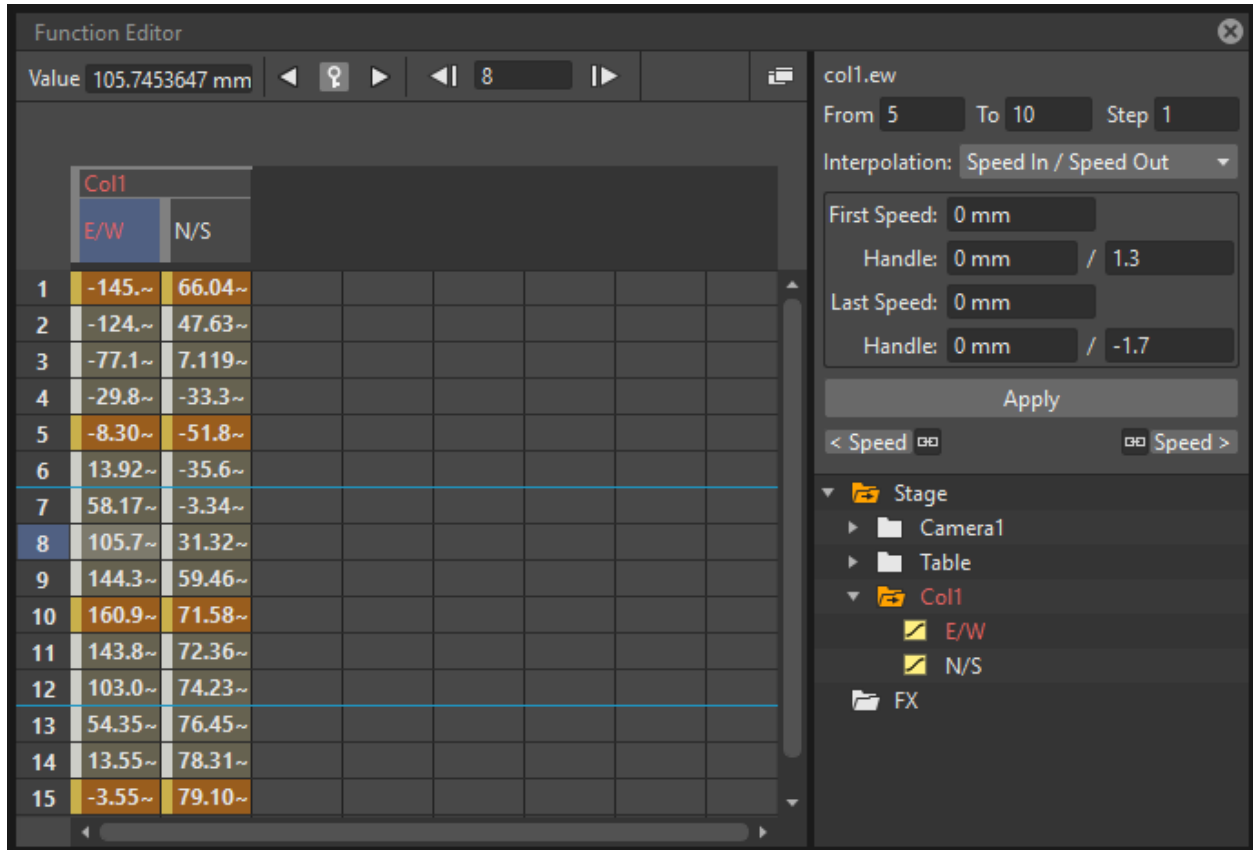 Function Editor
Value 105.7453647 mm 8
Col1
E/W N/S
1 -145.~ 66.04~
2 -124.~ 47.63~
3 -77.1~ 7.119~
4 -29.8~ -33.3~
5 -8.30~ -51.8~
6 13.92~ -35.6~
7 58.17~ -3.34~
8 105.7~ 31.32~
9 144.3~ 59.46~
10 160.9~ 71.58~
11 143.8~ 72.36~
12 103.0~ 74.23~
13 54.35~ 76.45~
14 13.55~ 78.31~
15 -3.55~ 79.10~
col1.ew
From 5 To 10 Step 1
Interpolation: Speed In / Speed Out
First Speed: 0 mm
Handle: 0 mm / 1.3
Last Speed: 0 mm
Handle: 0 mm / -1.7
Apply
< Speed Speed >
Stage
Camera1
Table
Col1
E/W
N/S
FX